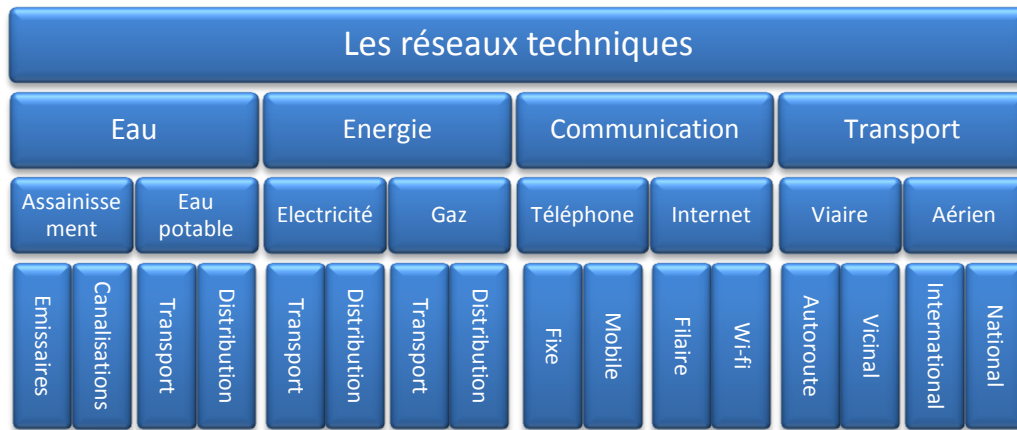 Les réseaux techniques
Eau
Energie
Communication
Transport
Assainisse
ment
Eau
potable
Electricité
Gaz
Téléphone
Internet
Viaire
Aérien
Emissaires
Canalisations
Transport
Distribution
Transport
Distribution
Transport
Distribution
Fixe
Mobile
Filaire
Wi-fi
Autoroute
Vicinal
International
National